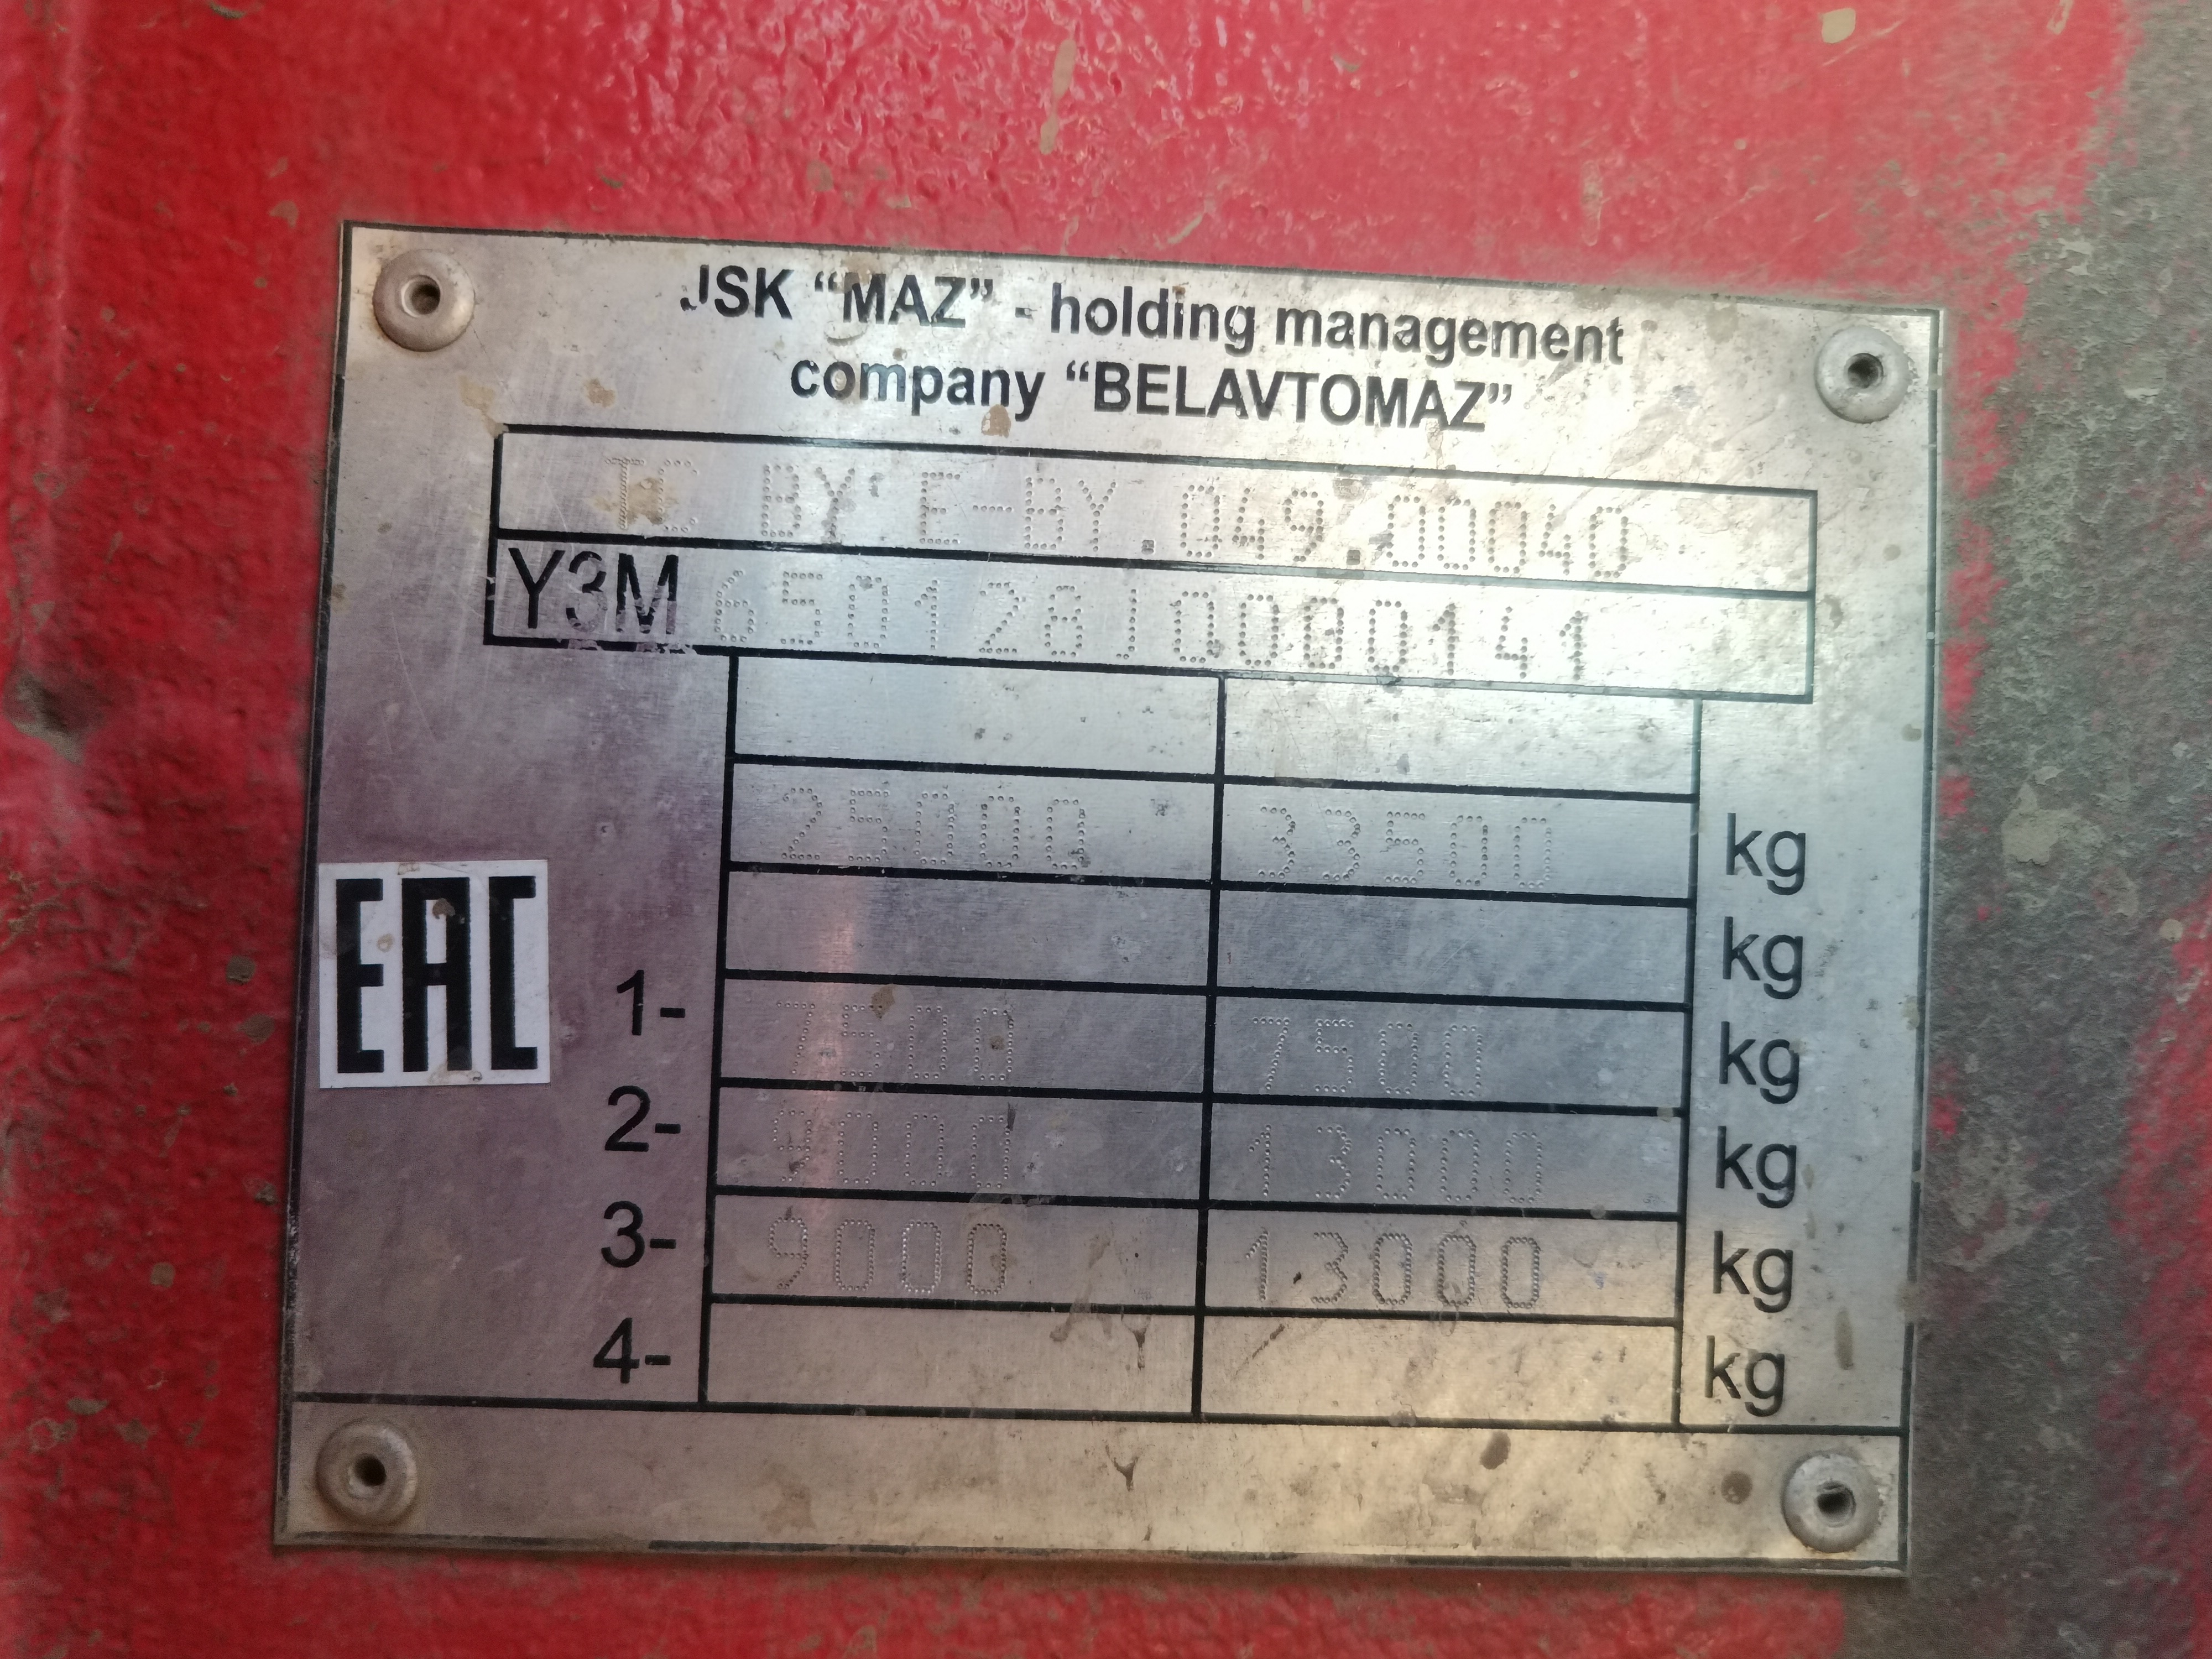 JSK “MAZ” - holding management
company “BELAVTOMAZ”
TC BY'E-BY.049.00040
Y3M 650128J0000141
25000 33500 kg
kg
EAC
1- 7500 7500 kg
2- 9000 13000 kg
3- 9000 13000 kg
4- kg